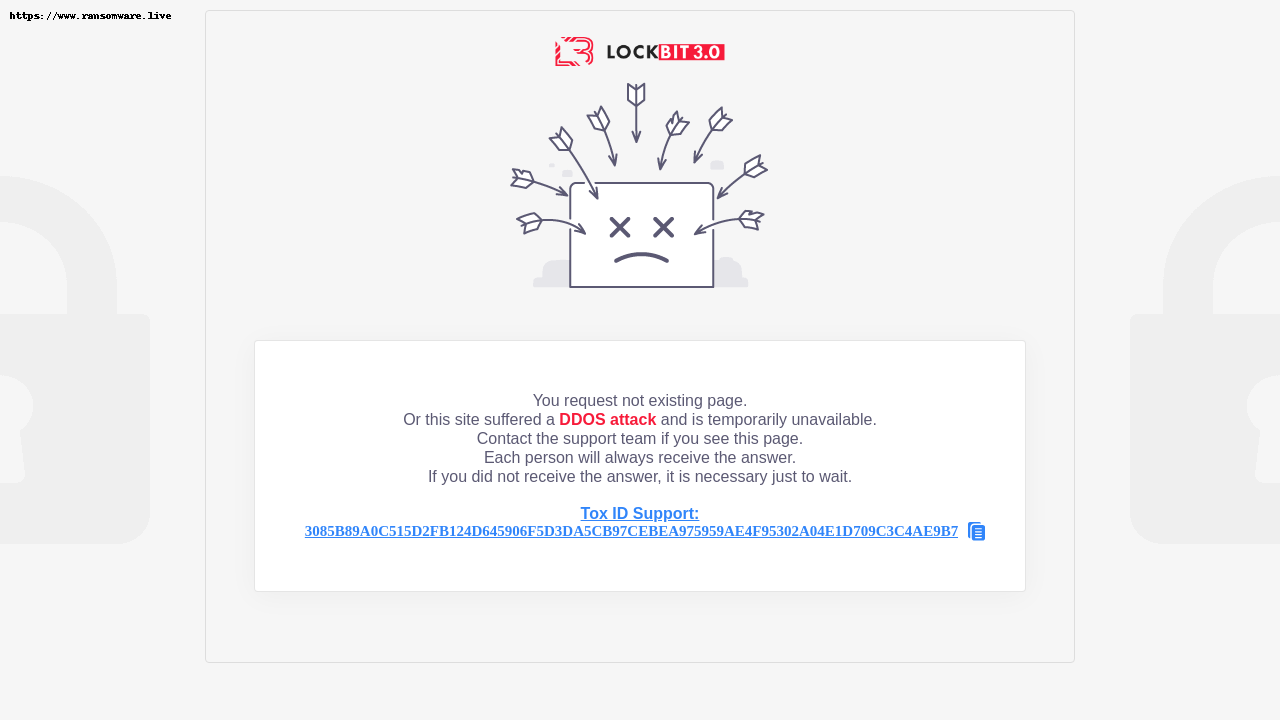 https://www.ransomware.live
LOCKBIT 3.0
You request not existing page.
Or this site suffered a DDOS attack and is temporarily unavailable.
Contact the support team if you see this page.
Each person will always receive the answer.
If you did not receive the answer, it is necessary just to wait.
Tox ID Support:
3085B89A0C515D2FB124D645906F5D3DA5CB97CEBEA975959AE4F95302A04E1D709C3C4AE9B7